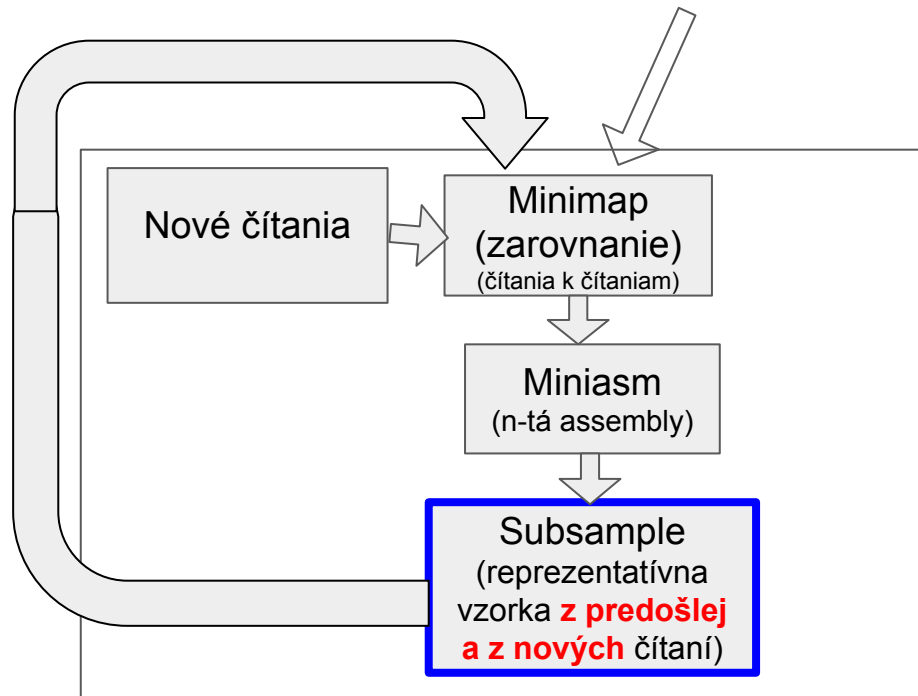 Nové čítania
Minimap
(zarovnanie)
(čítania k čítaniam)
Miniasm
(n-tá assembly)
Subsample
(reprezentatívna
vzorka z predošlej
a z nových čítaní)